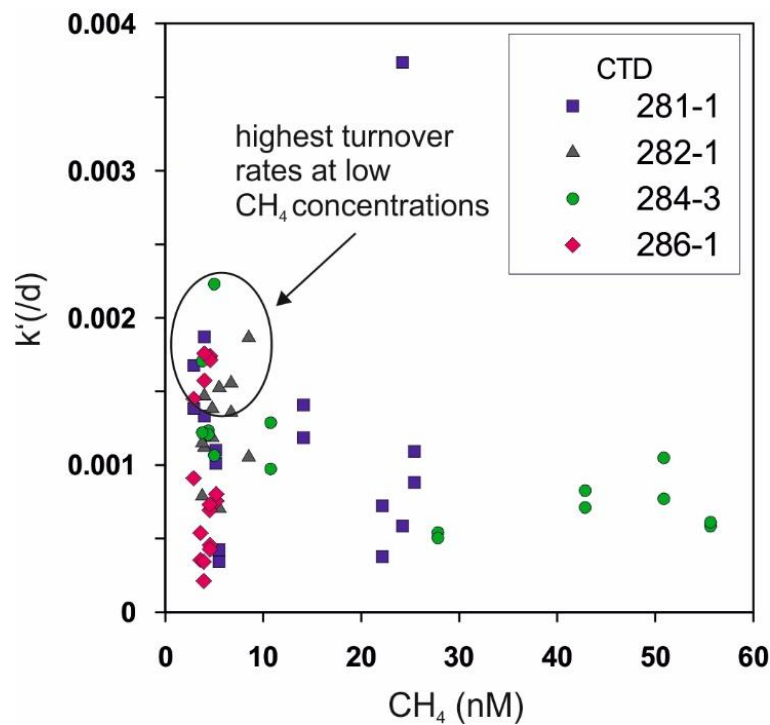 0.004
0.003
0.002
0.001
0
k‘(/d)
0
10
20
30
40
50
60
CH₄ (nM)
highest turnover
rates at low
CH₄ concentrations
CTD
281-1
282-1
284-3
286-1